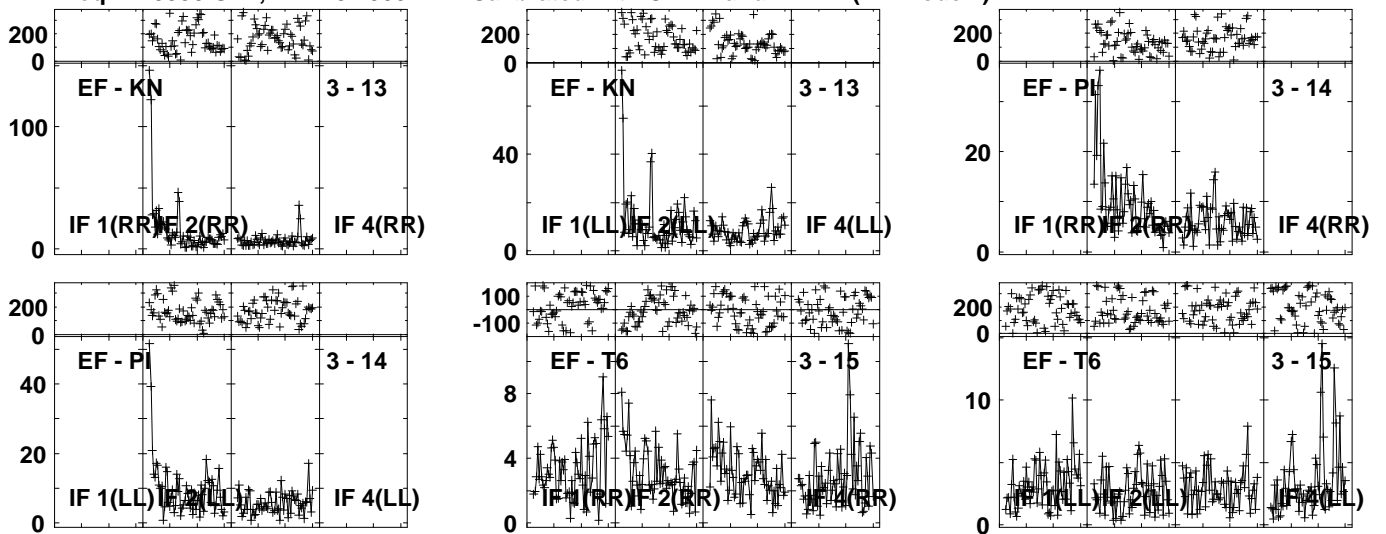 200
0
EF - KN 3 - 13
100
IF 1(RR) IF 2(RR) IF 4(RR)
0
200
0
EF - KN 3 - 13
40
IF 1(LL) IF 2(LL) IF 4(LL)
0
200
0
EF - PI 3 - 14
20
IF 1(RR) IF 2(RR) IF 4(RR)
0
200
0
EF - PI 3 - 14
40
20
IF 1(LL) IF 2(LL) IF 4(LL)
0
100
-100
EF - T6 3 - 15
8
4
IF 1(RR) IF 2(RR) IF 4(RR)
0
200
0
EF - T6 3 - 15
10
IF 1(LL) IF 2(LL) IF 4(LL)
0